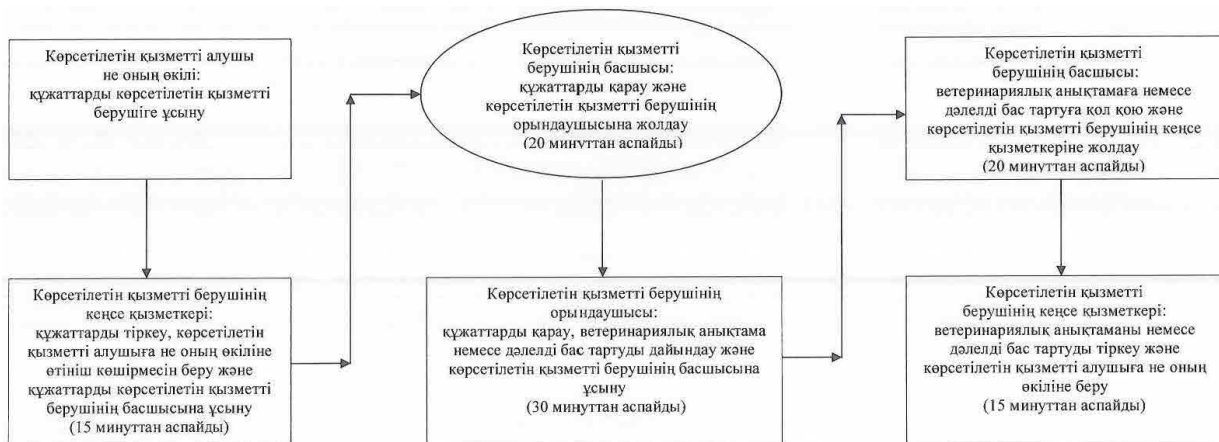 Көрсетілетін қызметті алушы
не оның өкілі:
құжаттарды көрсетілетін қызметті
берушіге ұсыну
Көрсетілетін қызметті берушінің
кеңсе қызметкері:
құжаттарды тіркеу, көрсетілетін
қызметті алушыға не оның өкіліне
өтініш көшірмесін беру және
құжаттарды көрсетілетін қызметті
берушінің басшысына ұсыну
(15 минуттан аспайды)
Көрсетілетін қызметті
берушінің басшысы:
құжаттарды қарау және
көрсетілетін қызметті берушінің
орындаушысына жолдау
(20 минуттан аспайды)
Көрсетілетін қызметті берушінің
орындаушысы:
құжаттарды қарау, ветеринариялық анықтама
немесе дәлелді бас тартуды дайындау және
көрсетілетін қызметті берушінің басшысына
ұсыну
(30 минуттан аспайды)
Көрсетілетін қызметті
берушінің басшысы:
ветеринариялық анықтамаға немесе
дәлелді бас тартуға қол қою және
көрсетілетін қызметті берушінің кеңсе
қызметкеріне жолдау
(20 минуттан аспайды)
Көрсетілетін қызметті
берушінің кеңсе қызметкері:
ветеринариялық анықтаманы немесе
дәлелді бас тартуды тіркеу және
көрсетілетін қызметті алушыға не оның
өкіліне беру
(15 минуттан аспайды)